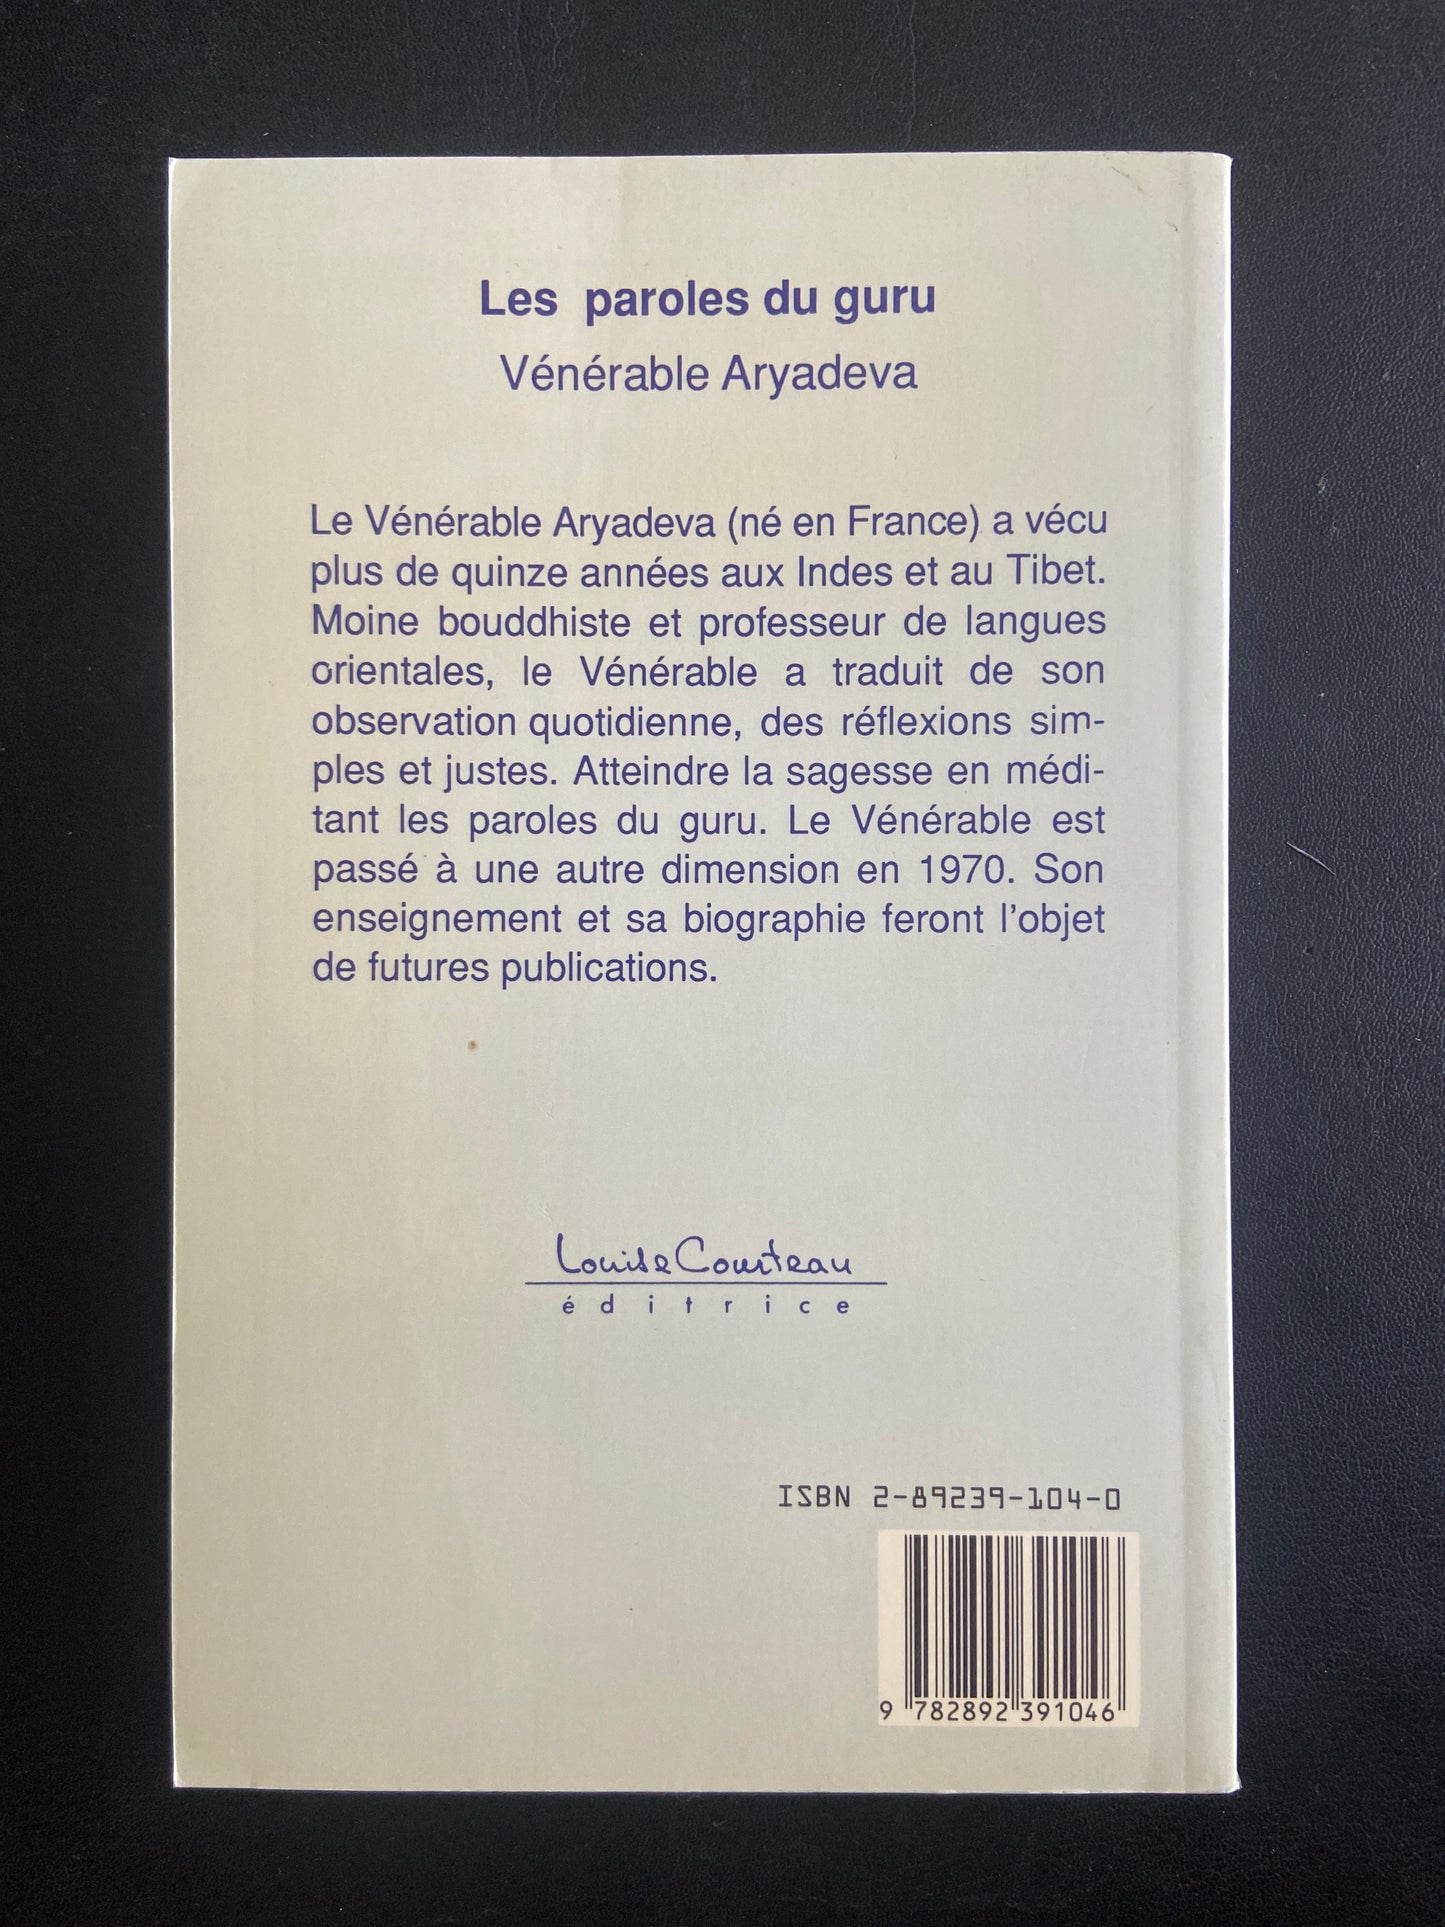 Les paroles du guru
Vénérable Aryadeva
Le Vénérable Aryadeva (né en France) a vécu
plus de quinze années aux Indes et au Tibet.
Moine bouddhiste et professeur de langues
orientales, le Vénérable a traduit de son
observation quotidienne, des réflexions sim-
ples et justes. Atteindre la sagesse en médi-
tant les paroles du guru. Le Vénérable est
passé à une autre dimension en 1970. Son
enseignement et sa biographie feront l'objet
de futures publications.
Louise Courteau
éditrice
ISBN 2-89239-104-0
9 782892 391046